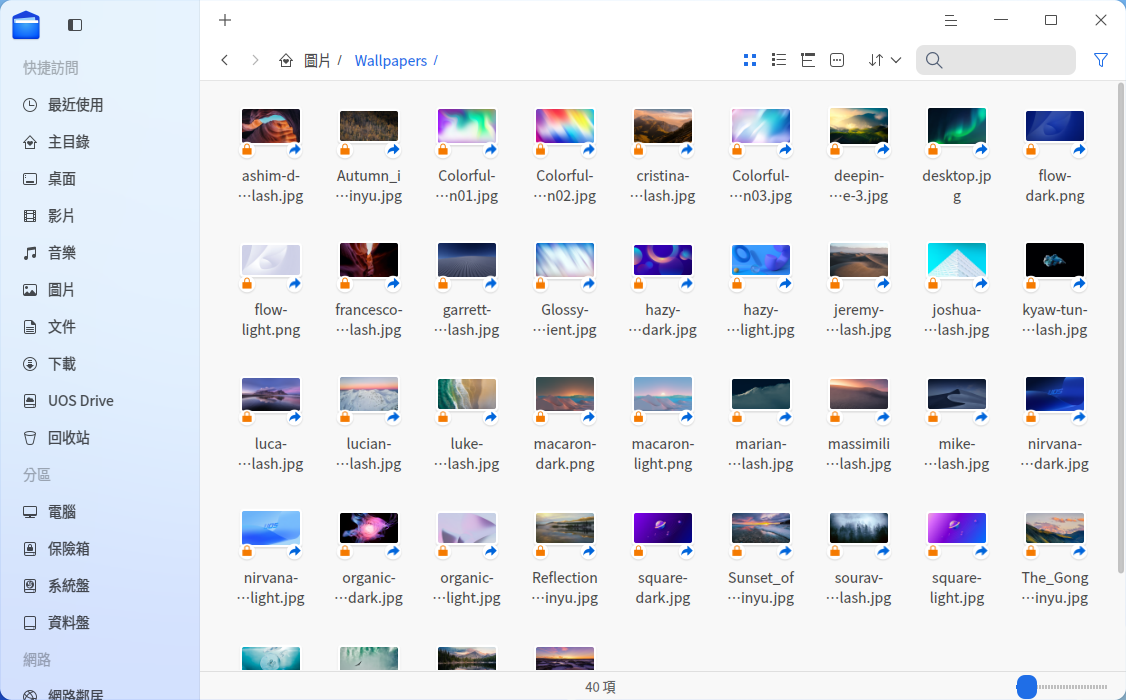 快捷訪問
最近使用
主目錄
桌面
影片
音樂
圖片
文件
下載
UOS Drive
回收站
分區
電腦
保險箱
系統盤
資料盤
網路
網路鄰居
圖片 / Wallpapers /
ashim-d-
···lash.jpg
Autumn_i
···inyu.jpg
Colorful-
···n01.jpg
Colorful-
···n02.jpg
cristina-
···lash.jpg
Colorful-
···n03.jpg
deepin-
···e-3.jpg
desktop.jp
g
flow-
dark.png
flow-
light.png
francesco-
···lash.jpg
garrett-
···lash.jpg
Glossy-
···ient.jpg
hazy-
···dark.jpg
hazy-
···light.jpg
jeremy-
···lash.jpg
joshua-
···lash.jpg
kyaw-tun-
···lash.jpg
luca-
···lash.jpg
lucian-
···lash.jpg
luke-
···lash.jpg
macaron-
dark.png
macaron-
light.png
marian-
···lash.jpg
massimili
···lash.jpg
mike-
···lash.jpg
nirvana-
···dark.jpg
nirvana-
···light.jpg
organic-
···dark.jpg
organic-
···light.jpg
Reflection
···inyu.jpg
square-
dark.jpg
Sunset_of
···inyu.jpg
sourav-
···lash.jpg
square-
light.jpg
The_Gong
···inyu.jpg
40 項